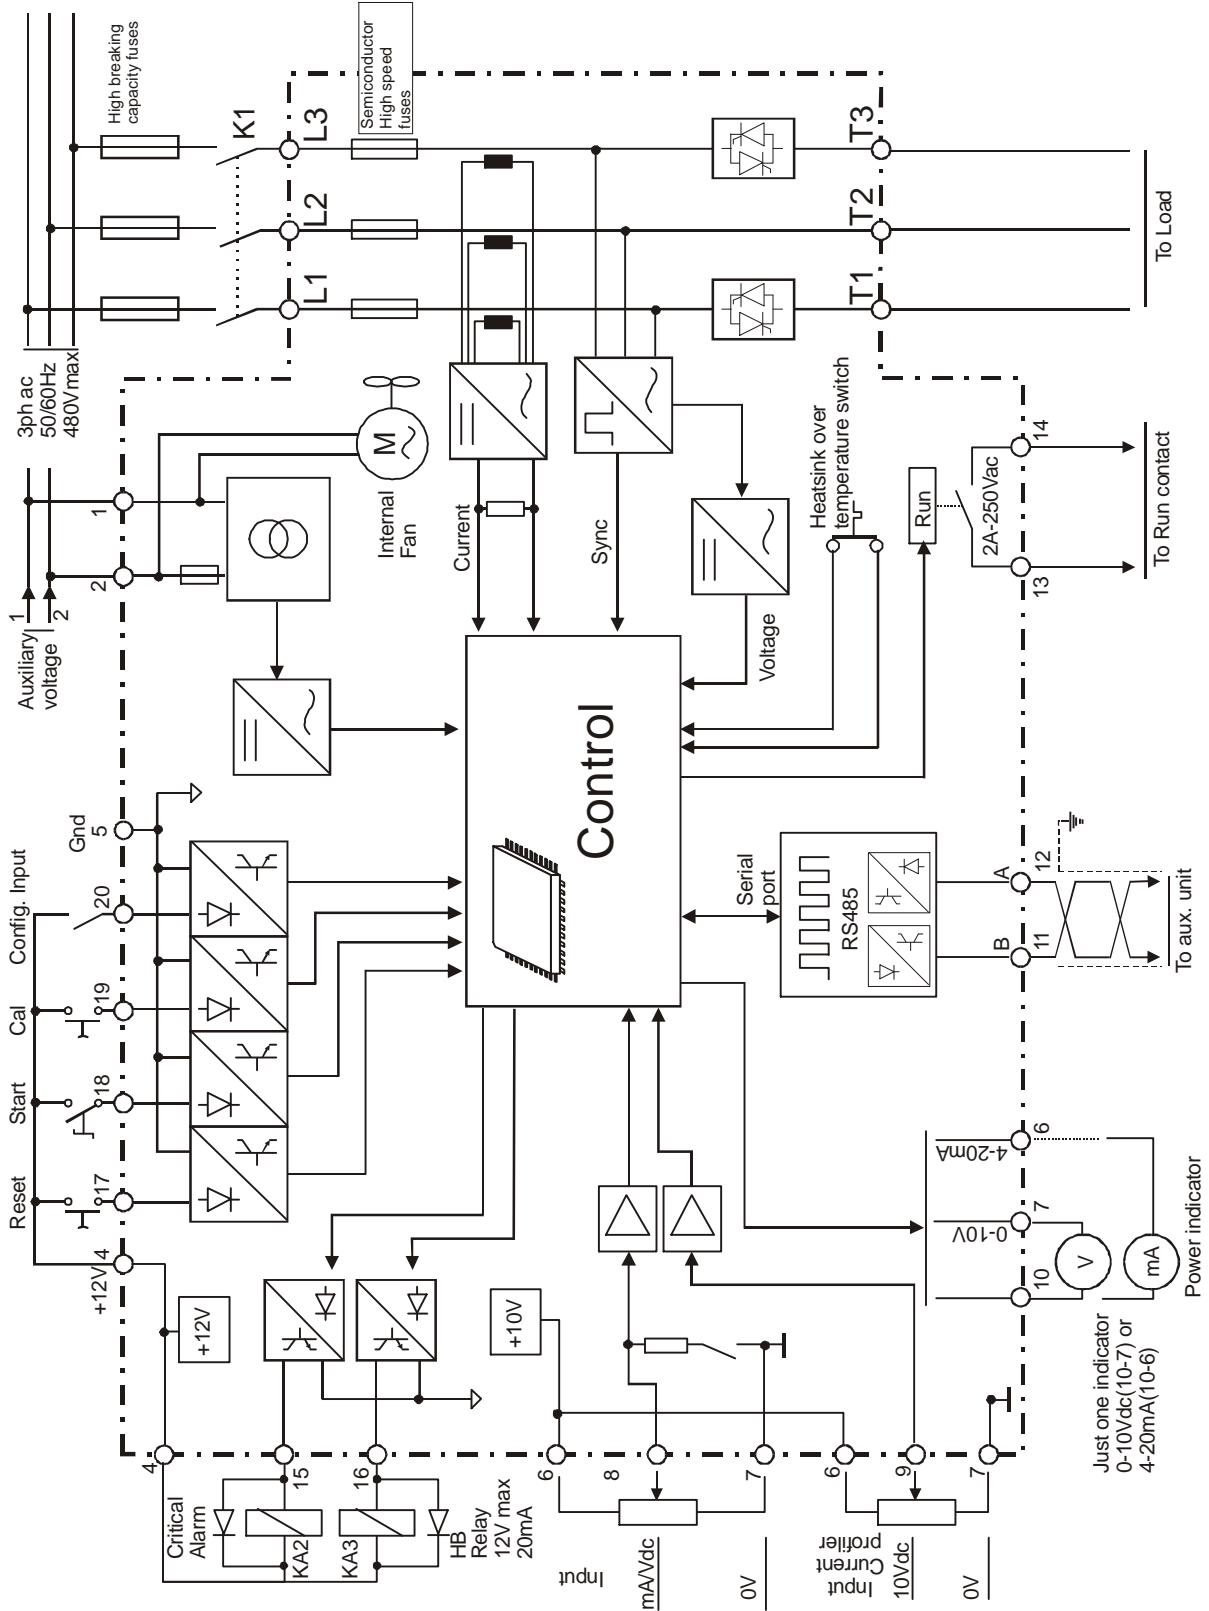 3ph ac
50/60Hz
480Vmax
High breaking
capacity fuses
K1
Semiconductor
High speed
fuses
L3
L2
L1
T3
T2
T1
To Load
Auxiliary
voltage
1
2
1
2
M
Internal
Fan
Current
Sync
Voltage
Heatsink over
temperature switch
Run
2A-250Vac
14
13
To Run contact
Control
Gnd
5
Config. Input
20
Cal
19
Start
18
Reset
17
+12V
4
+12V
4
15
16
Critical
Alarm
KA2
KA3
HB
Relay
12V max
20mA
+10V
6
8
7
Input
mA/Vdc
0V
6
9
7
Input
Current
profiler
10Vdc
0V
Serial
port
RS485
A
B
12
11
To aux. unit
4-20mA
0-10V
6
7
10
V
mA
Power indicator
Just one indicator
0-10Vdc(10-7) or
4-20mA(10-6)